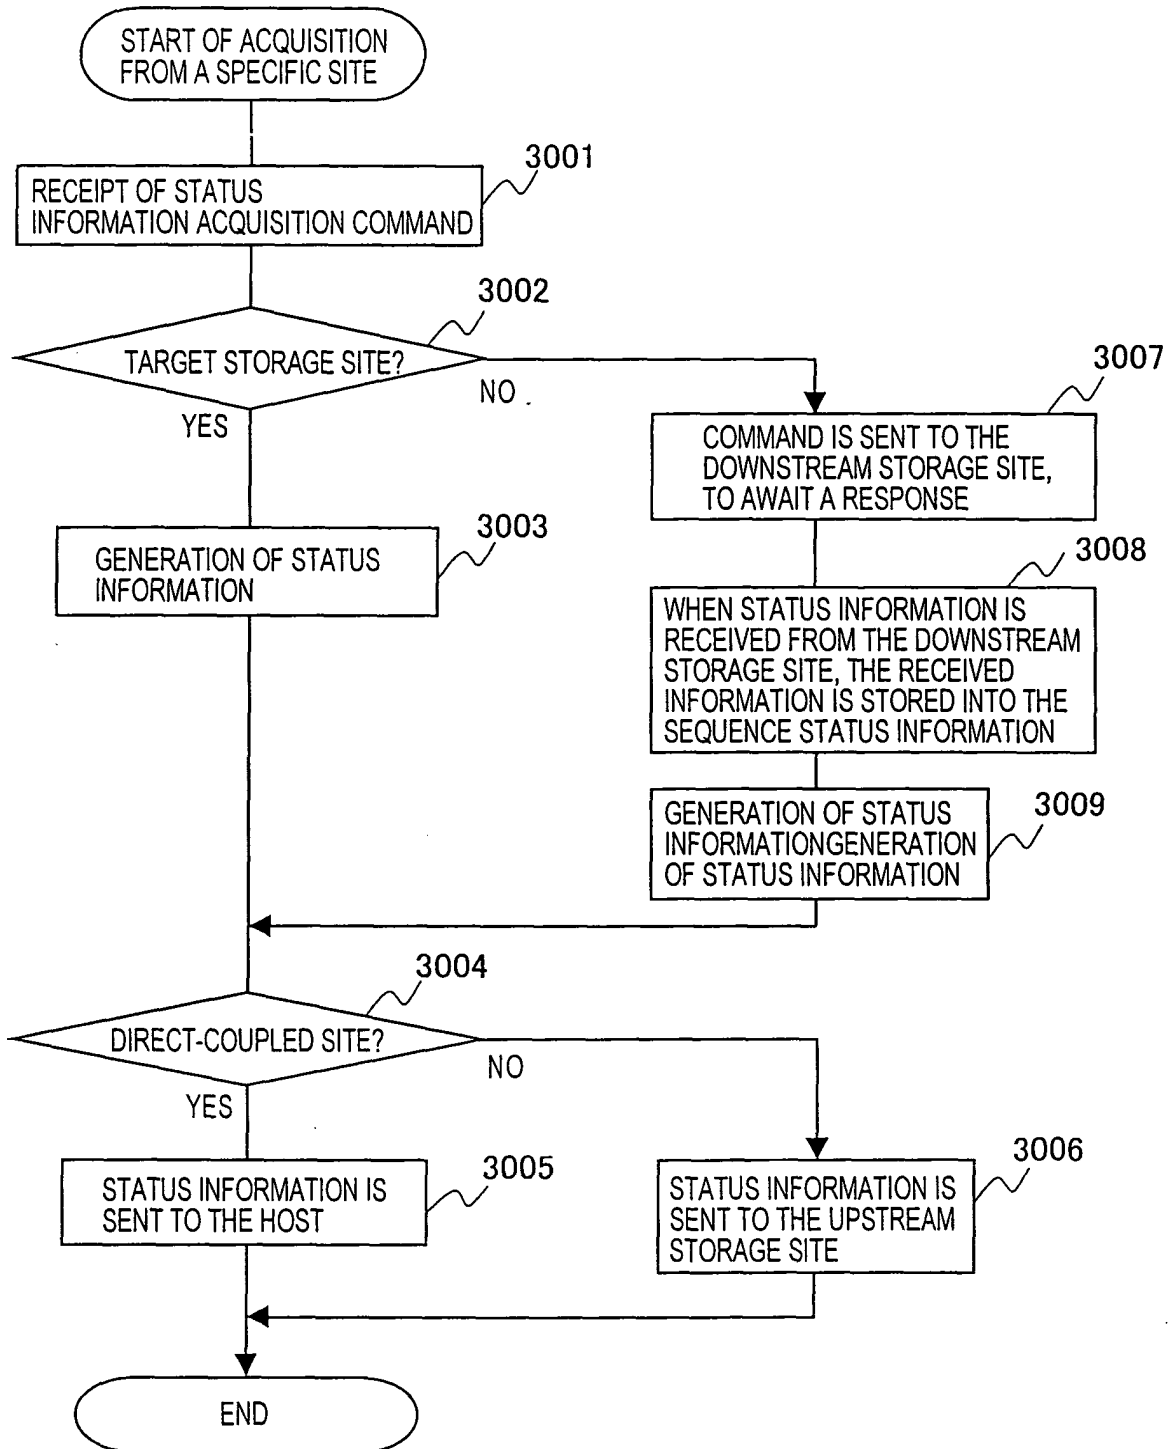 START OF ACQUISITION
FROM A SPECIFIC SITE
3001
RECEIPT OF STATUS
INFORMATION ACQUISITION COMMAND
3002
TARGET STORAGE SITE?
NO
YES
3007
COMMAND IS SENT TO THE
DOWNSTREAM STORAGE SITE,
TO AWAIT A RESPONSE
3003
GENERATION OF STATUS
INFORMATION
3008
WHEN STATUS INFORMATION IS
RECEIVED FROM THE DOWNSTREAM
STORAGE SITE, THE RECEIVED
INFORMATION IS STORED INTO THE
SEQUENCE STATUS INFORMATION
3009
GENERATION OF STATUS
INFORMATIONGENERATION
OF STATUS INFORMATION
3004
DIRECT-COUPLED SITE?
NO
YES
3005
STATUS INFORMATION IS
SENT TO THE HOST
3006
STATUS INFORMATION IS
SENT TO THE UPSTREAM
STORAGE SITE
END